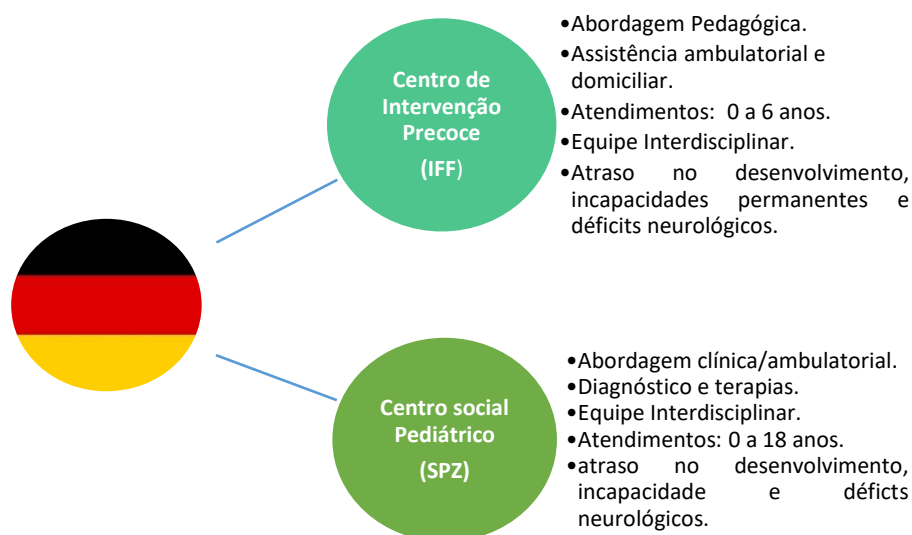 Centro de
Intervenção
Precoce
(IFF)
•Abordagem Pedagógica.
•Assistência ambulatorial e
domiciliar.
•Atendimentos: 0 a 6 anos.
•Equipe Interdisciplinar.
•Atraso no desenvolvimento,
incapacidades permanentes e
déficits neurológicos.
Centro social
Pediátrico
(SPZ)
•Abordagem clínica/ambulatorial.
•Diagnóstico e terapias.
•Equipe Interdisciplinar.
•Atendimentos: 0 a 18 anos.
•atraso no desenvolvimento,
incapacidade e déficts
neurológicos.